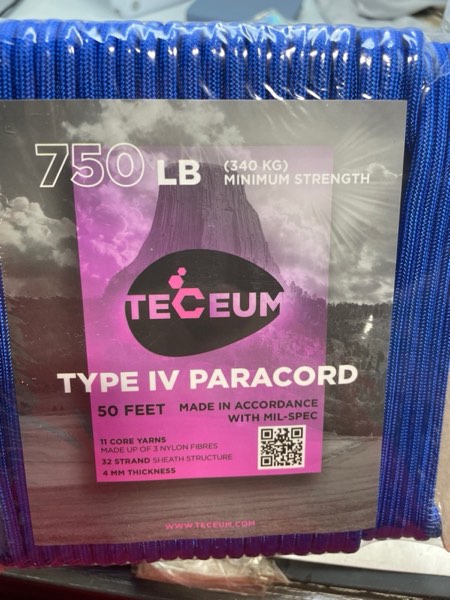 750 LB (340 KG)
MINIMUM STRENGTH
TECEUM
TYPE IV PARACORD
50 FEET MADE IN ACCORDANCE
WITH MIL-SPEC
11 CORE YARNS
MADE UP OF 3 NYLON FIBRES
32 STRAND SHEATH STRUCTURE
4 MM THICKNESS
WWW.TECEUM.COM